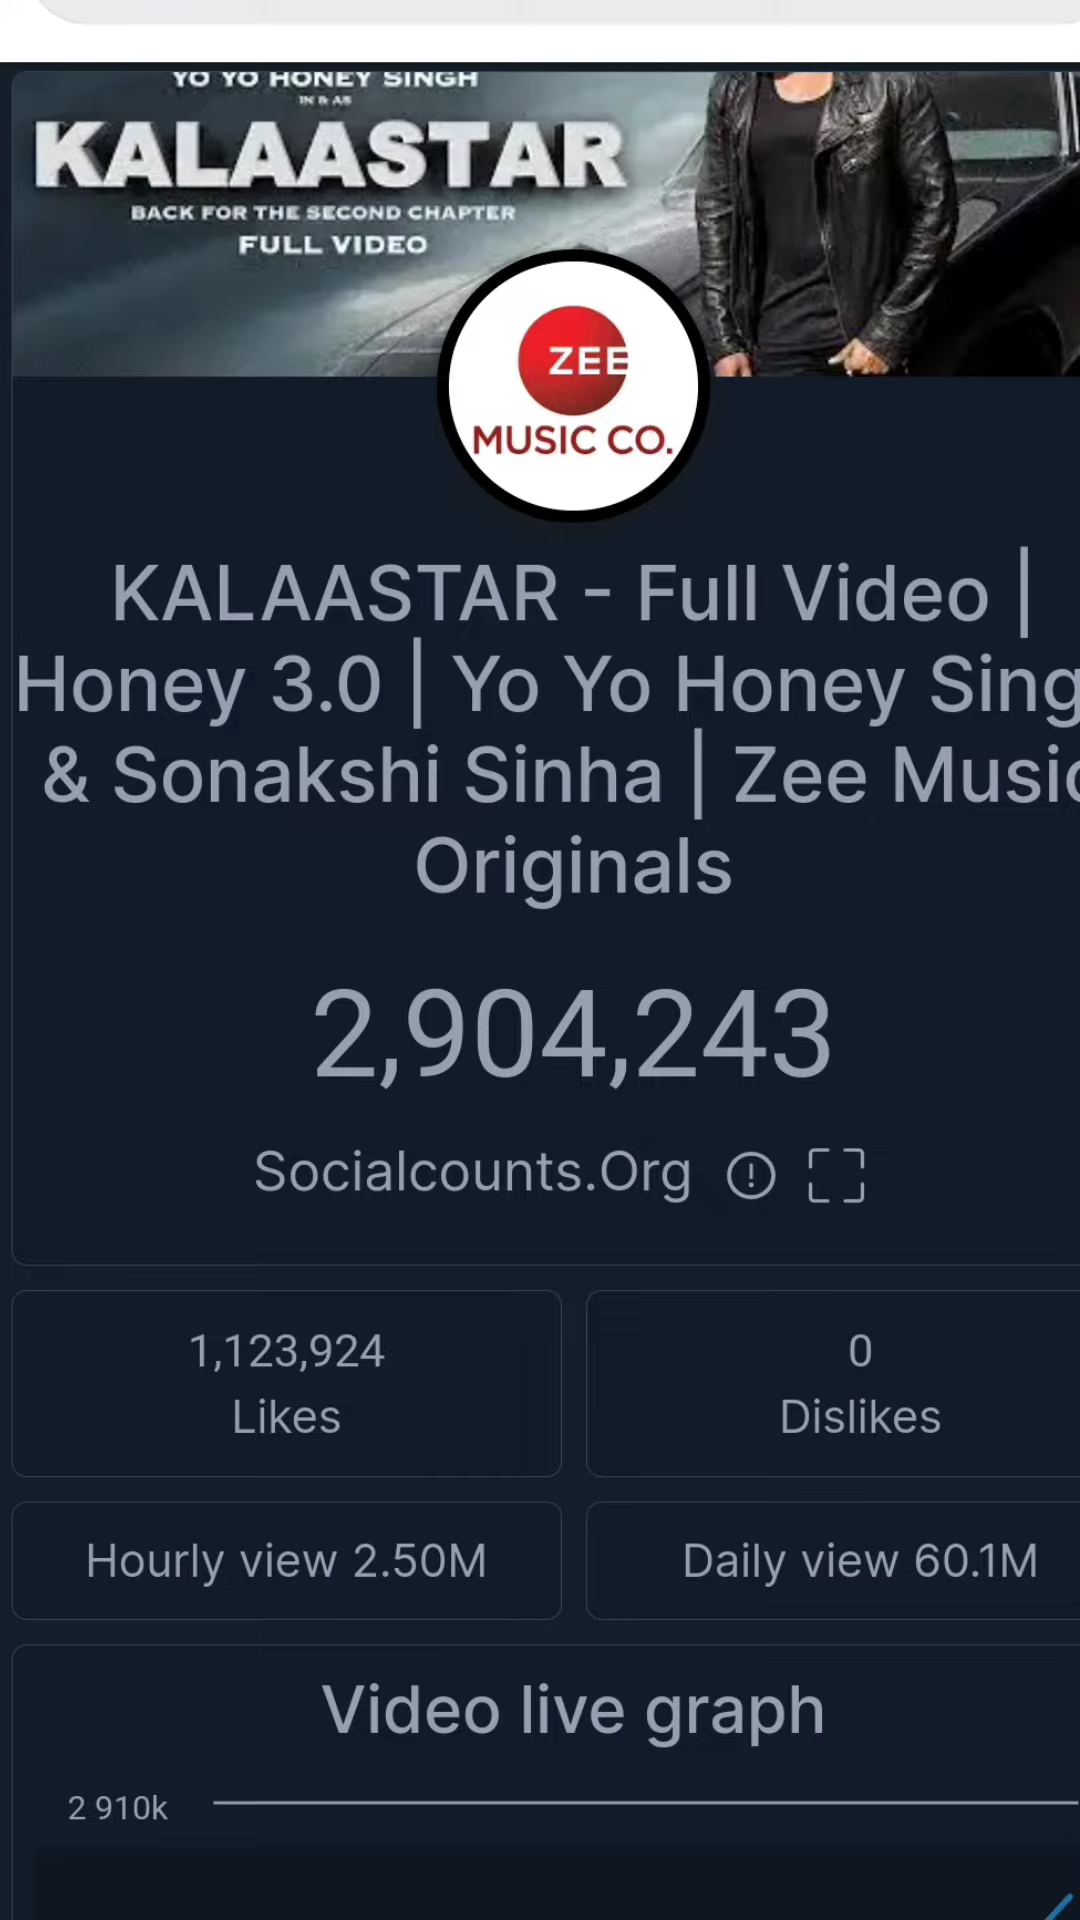 YO YO HONEY SINGH
IN & AS
KALAASTAR
BACK FOR THE SECOND CHAPTER
FULL VIDEO
ZEE
MUSIC CO.
KALAASTAR - Full Video |
Honey 3.0 | Yo Yo Honey Sing
& Sonakshi Sinha | Zee Music
Originals
2,904,243
Socialcounts.Org
1,123,924
Likes
0
Dislikes
Hourly view 2.50M
Daily view 60.1M
Video live graph
2 910k